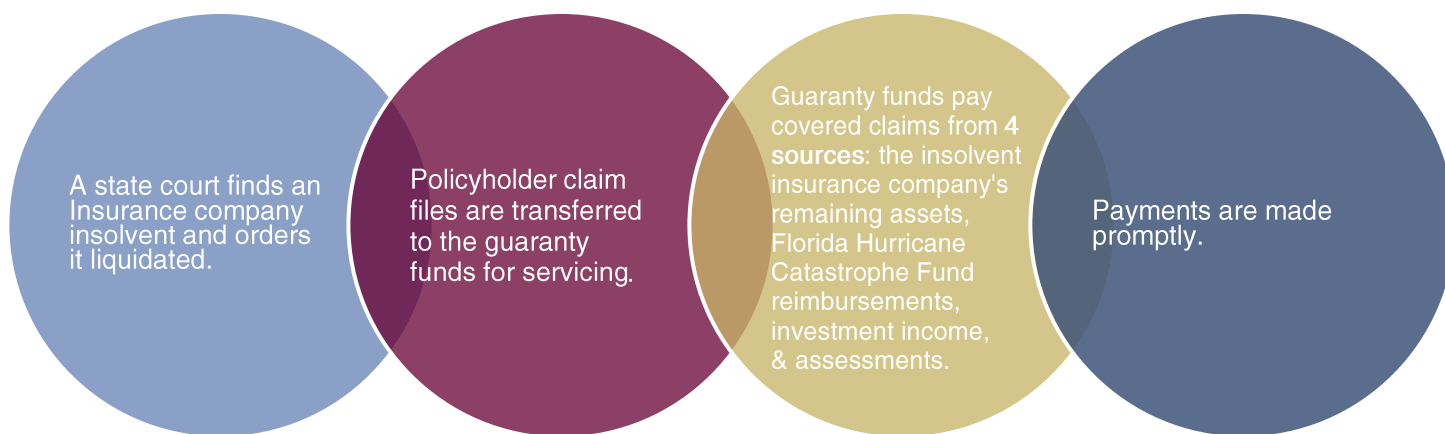 A state court finds an
Insurance company
insolvent and orders
it liquidated.
Policyholder claim
files are transferred
to the guaranty
funds for servicing.
Guaranty funds pay
covered claims from 4
sources: the insolvent
insurance company's
remaining assets,
Florida Hurricane
Catastrophe Fund
reimbursements,
investment income,
& assessments.
Payments are made
promptly.